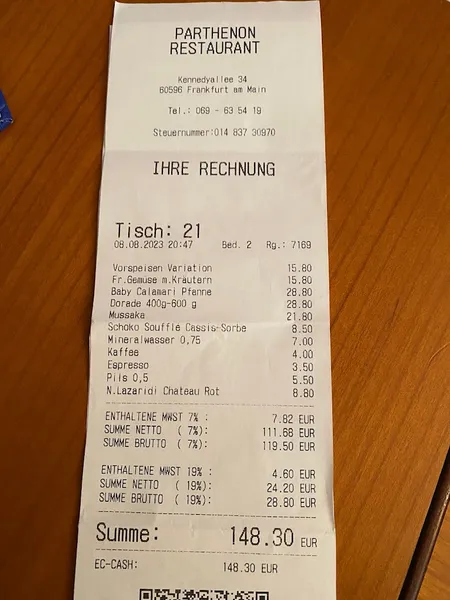 PARTHENON
RESTAURANT
Kennedyallee 34
60596 Frankfurt am Main
Tel.: 069 - 63 54 19
Steuernummer:014 837 30970
IHRE RECHNUNG
Tisch: 21
08.08.2023 20:47 Bed. 2 Rg.: 7169
Vorspeisen Variation 15.80
Fr.Gemüse m.Kräutern 15.80
Baby Calamari Pfanne 28.80
Dorade 400g-600 g 28.80
Mussaka 21.80
Schoko Soufflé Cassis-Sorbe 8.50
Mineralwasser 0,75 7.00
Kaffee 4.00
Espresso 3.50
Pils 0,5 5.50
N.Lazaridi Chateau Rot 8.80
ENTHALTENE MWST 7% : 7.82 EUR
SUMME NETTO ( 7%): 111.68 EUR
SUMME BRUTTO ( 7%): 119.50 EUR
ENTHALTENE MWST 19% : 4.60 EUR
SUMME NETTO ( 19%): 24.20 EUR
SUMME BRUTTO ( 19%): 28.80 EUR
Summe: 148.30 EUR
EC-CASH: 148.30 EUR